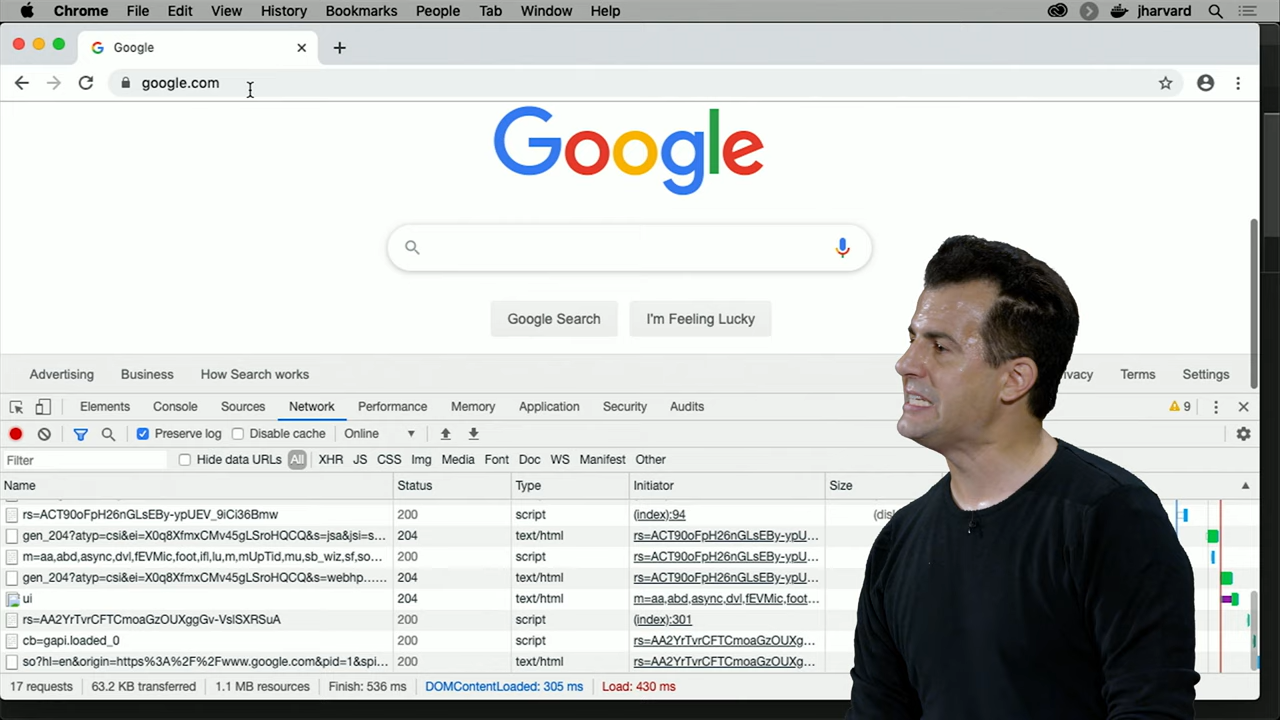 Chrome File Edit View History Bookmarks People Tab Window Help jharvard
Google
google.com
Google
Google Search I'm Feeling Lucky
Advertising Business How Search works Terms Settings
Elements Console Sources Network Performance Memory Application Security Audits 9
Preserve log Disable cache Online
Filter Hide data URLs All XHR JS CSS Img Media Font Doc WS Manifest Other
Name Status Type Initiator Size
rs=ACT90oFpH26nGLsEBy-ypUEV_9iCi36Bmw 200 script (index):94
gen_204?atyp=csi&ei=X0q8XfmxCMv45gLSroHQCQ&s=jsa&jsi=s... 204 text/html rs=ACT90oFpH26nGLsEBy-ypU...
m=aa,abd,async,dvl,fEVMic,foot,ifl,lu,m,mUpTid,mu,sb_wiz,sf,so... 200 script rs=ACT90oFpH26nGLsEBy-ypU...
gen_204?atyp=csi&ei=X0q8XfmxCMv45gLSroHQCQ&s=webhp...... 204 text/html rs=ACT90oFpH26nGLsEBy-ypU...
ui 204 text/html m=aa,abd,async,dvl,fEVMic,foot...
rs=AA2YrTvrCFTCmoaGzOUXggGv-VslSXRSuA 200 script (index):301
cb=gapi.loaded_0 200 script rs=AA2YrTvrCFTCmoaGzOUXg...
so?hl=en&origin=https%3A%2F%2Fwww.google.com&pid=1&spi... 200 text/html rs=AA2YrTvrCFTCmoaGzOUXg...
17 requests 63.2 KB transferred 1.1 MB resources Finish: 536 ms DOMContentLoaded: 305 ms Load: 430 ms